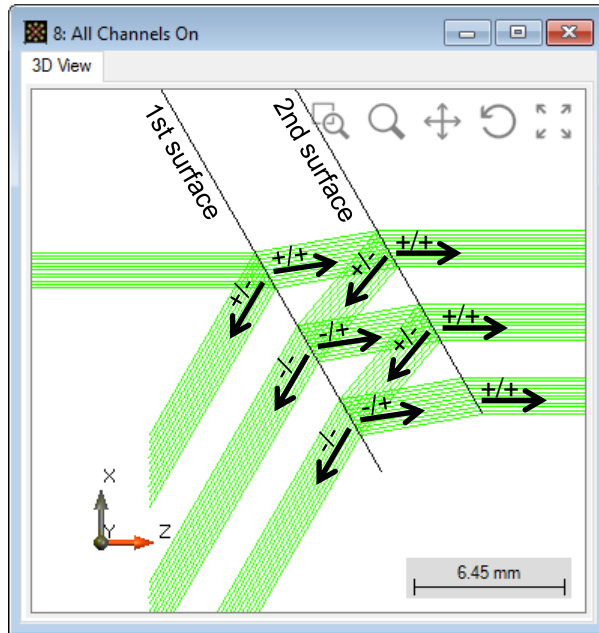 8: All Channels On
3D View
1st surface
2nd surface
+/+
+/+
+/-
+/-
-/+
+/+
-/-
+/-
-/+
+/+
-/-
X
Y
Z
6.45 mm